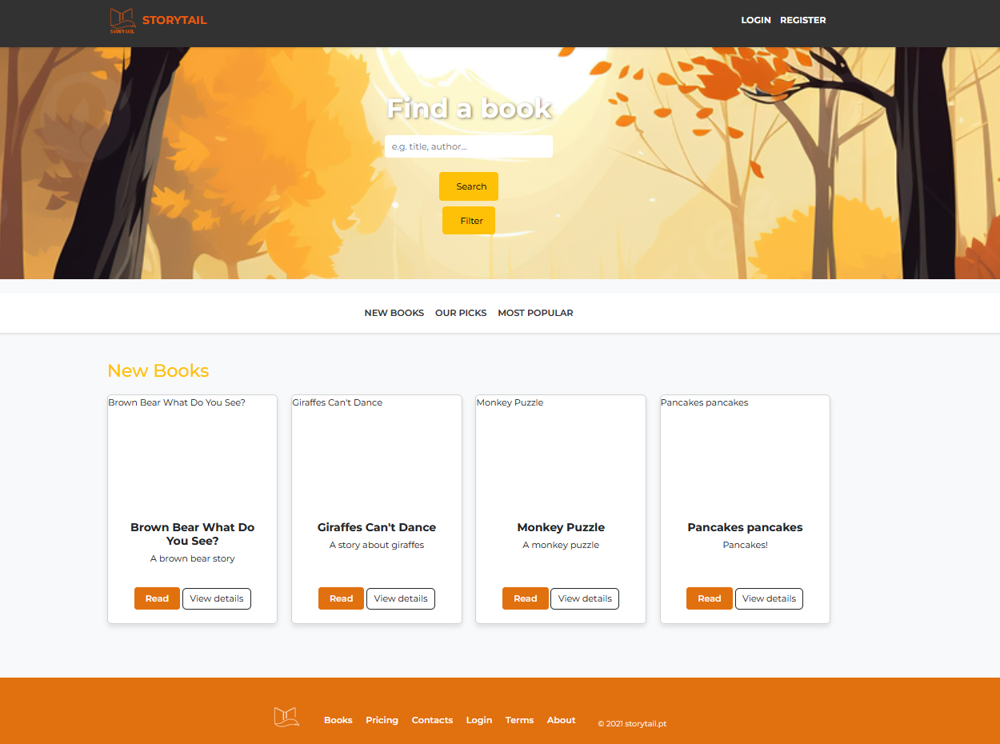 STORYTAIL
STORYTAIL
LOGIN REGISTER
Find a book
e.g. title, author...
Search
Filter
NEW BOOKS OUR PICKS MOST POPULAR
New Books
Brown Bear What Do You See?
Giraffes Can't Dance
Monkey Puzzle
Pancakes pancakes
Brown Bear What Do
You See?
A brown bear story
Read View details
Giraffes Can't Dance
A story about giraffes
Read View details
Monkey Puzzle
A monkey puzzle
Read View details
Pancakes pancakes
Pancakes!
Read View details
Books Pricing Contacts Login Terms About © 2021 storytail.pt